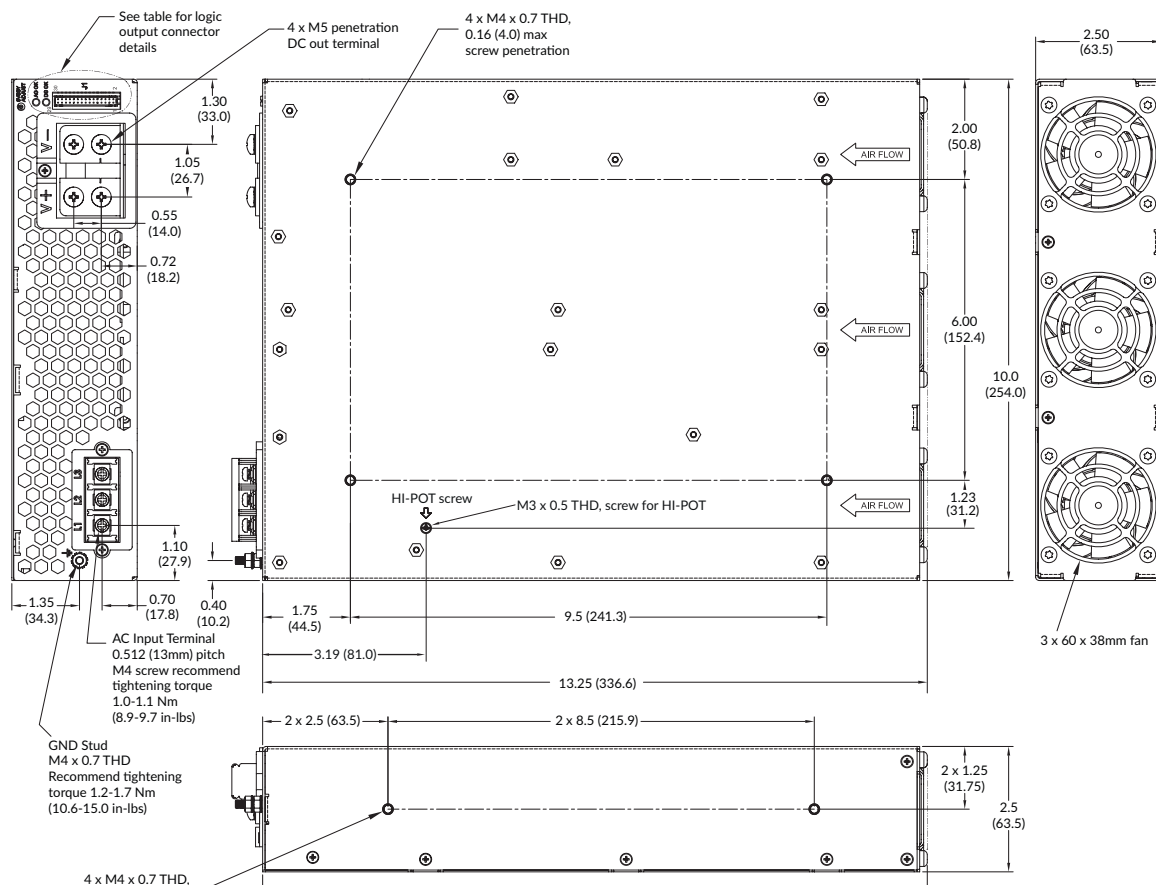 See table for logic
output connector
details
4 x M5 penetration
DC out terminal
4 x M4 x 0.7 THD,
0.16 (4.0) max
screw penetration
2.50
(63.5)
J1
DC OK
V-
V+
1.30
(33.0)
1.05
(26.7)
0.55
(14.0)
0.72
(18.2)
2.00
(50.8)
AIR FLOW
6.00
(152.4)
AIR FLOW
10.0
(254.0)
L3
L2
L1
HI-POT screw
M3 x 0.5 THD, screw for HI-POT
AIR FLOW
1.23
(31.2)
1.10
(27.9)
1.35
(34.3)
0.70
(17.8)
0.40
(10.2)
1.75
(44.5)
9.5 (241.3)
3.19 (81.0)
13.25 (336.6)
3 x 60 x 38mm fan
AC Input Terminal
0.512 (13mm) pitch
M4 screw recommend
tightening torque
1.0-1.1 Nm
(8.9-9.7 in-lbs)
GND Stud
M4 x 0.7 THD
Recommend tightening
torque 1.2-1.7 Nm
(10.6-15.0 in-lbs)
2 x 2.5 (63.5)
2 x 8.5 (215.9)
2 x 1.25
(31.75)
2.5
(63.5)
4 x M4 x 0.7 THD,